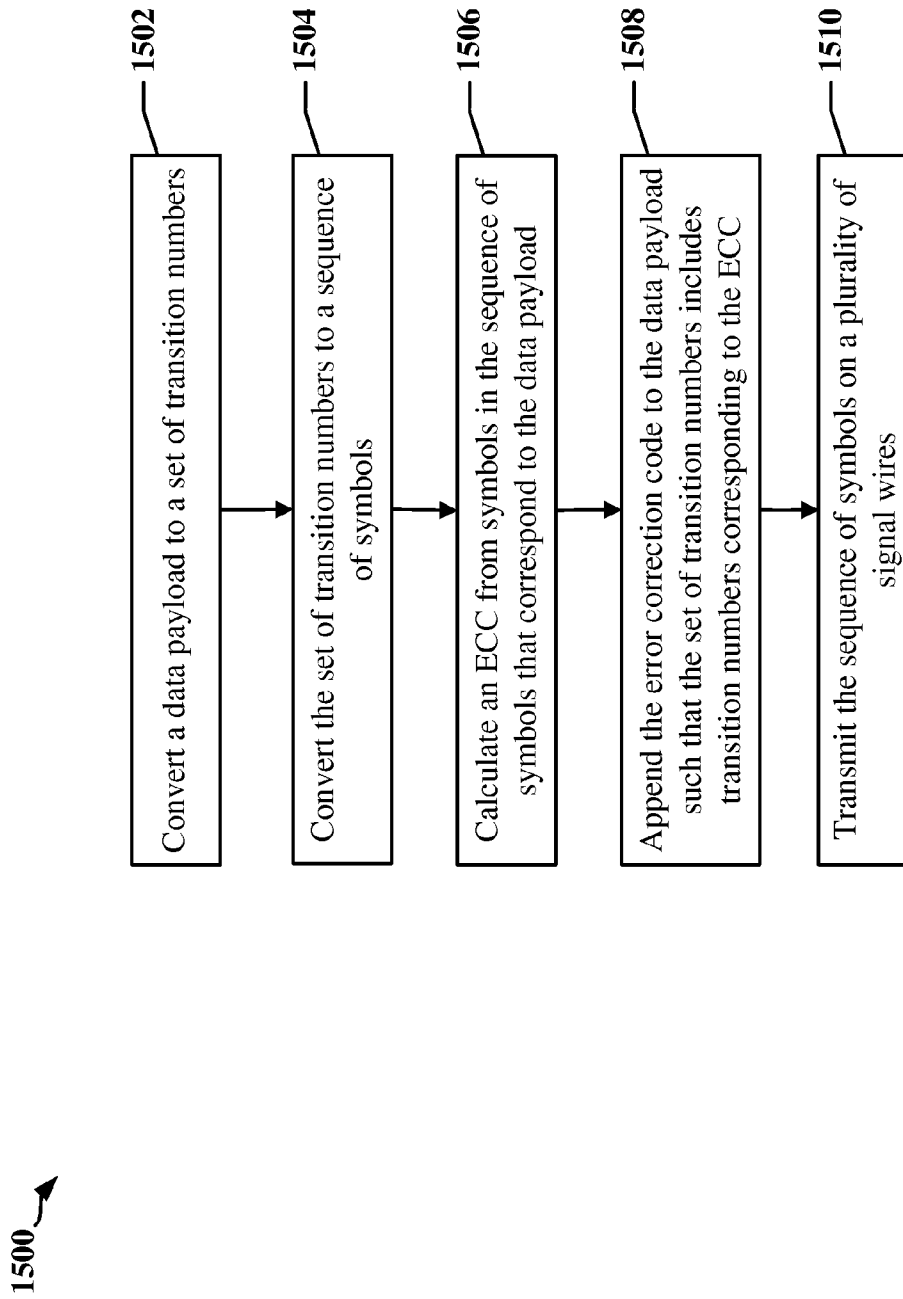 1500
Convert a data payload to a set of transition numbers
1502
Convert the set of transition numbers to a sequence
of symbols
1504
Calculate an ECC from symbols in the sequence of
symbols that correspond to the data payload
1506
Append the error correction code to the data payload
such that the set of transition numbers includes
transition numbers corresponding to the ECC
1508
Transmit the sequence of symbols on a plurality of
signal wires
1510